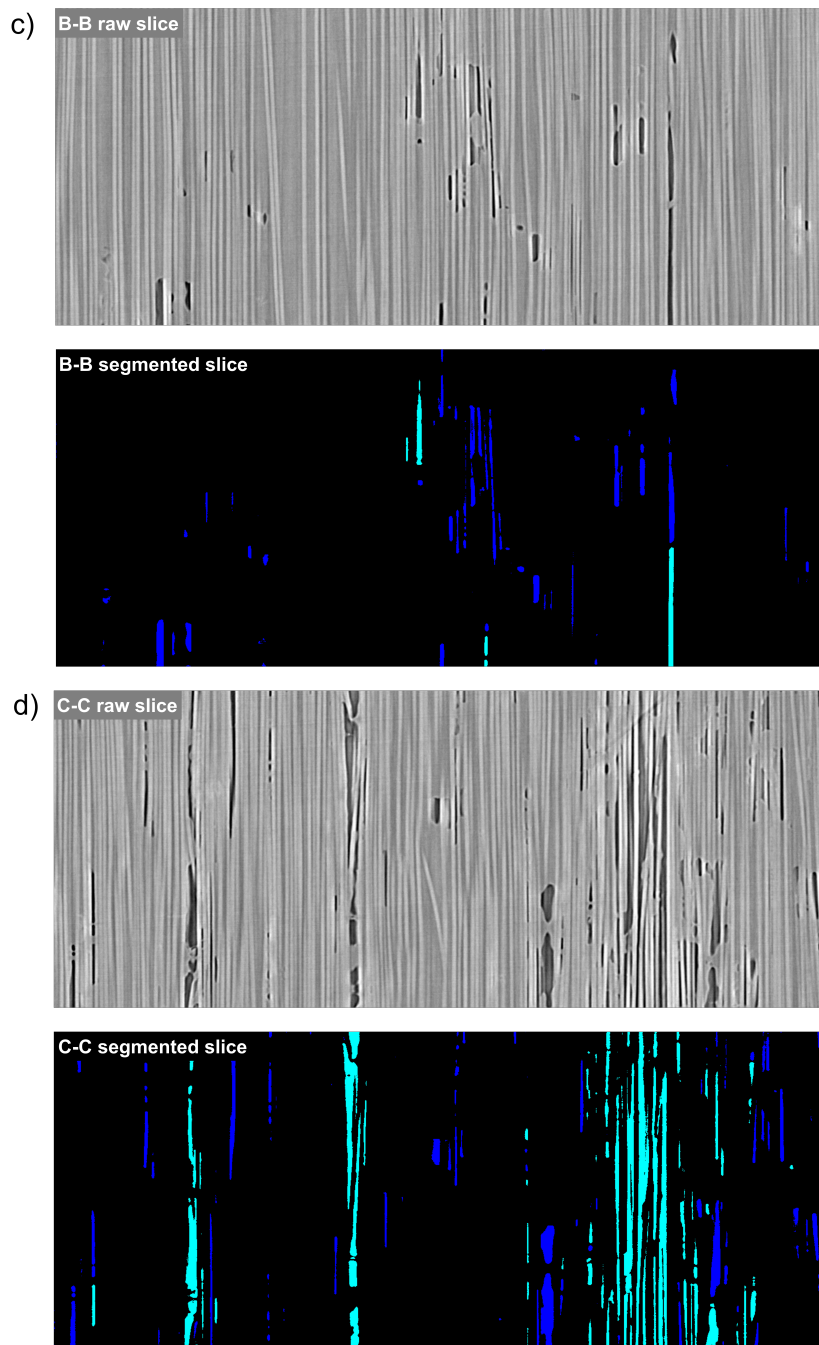 c)
B-B raw slice
B-B segmented slice
d)
C-C raw slice
C-C segmented slice